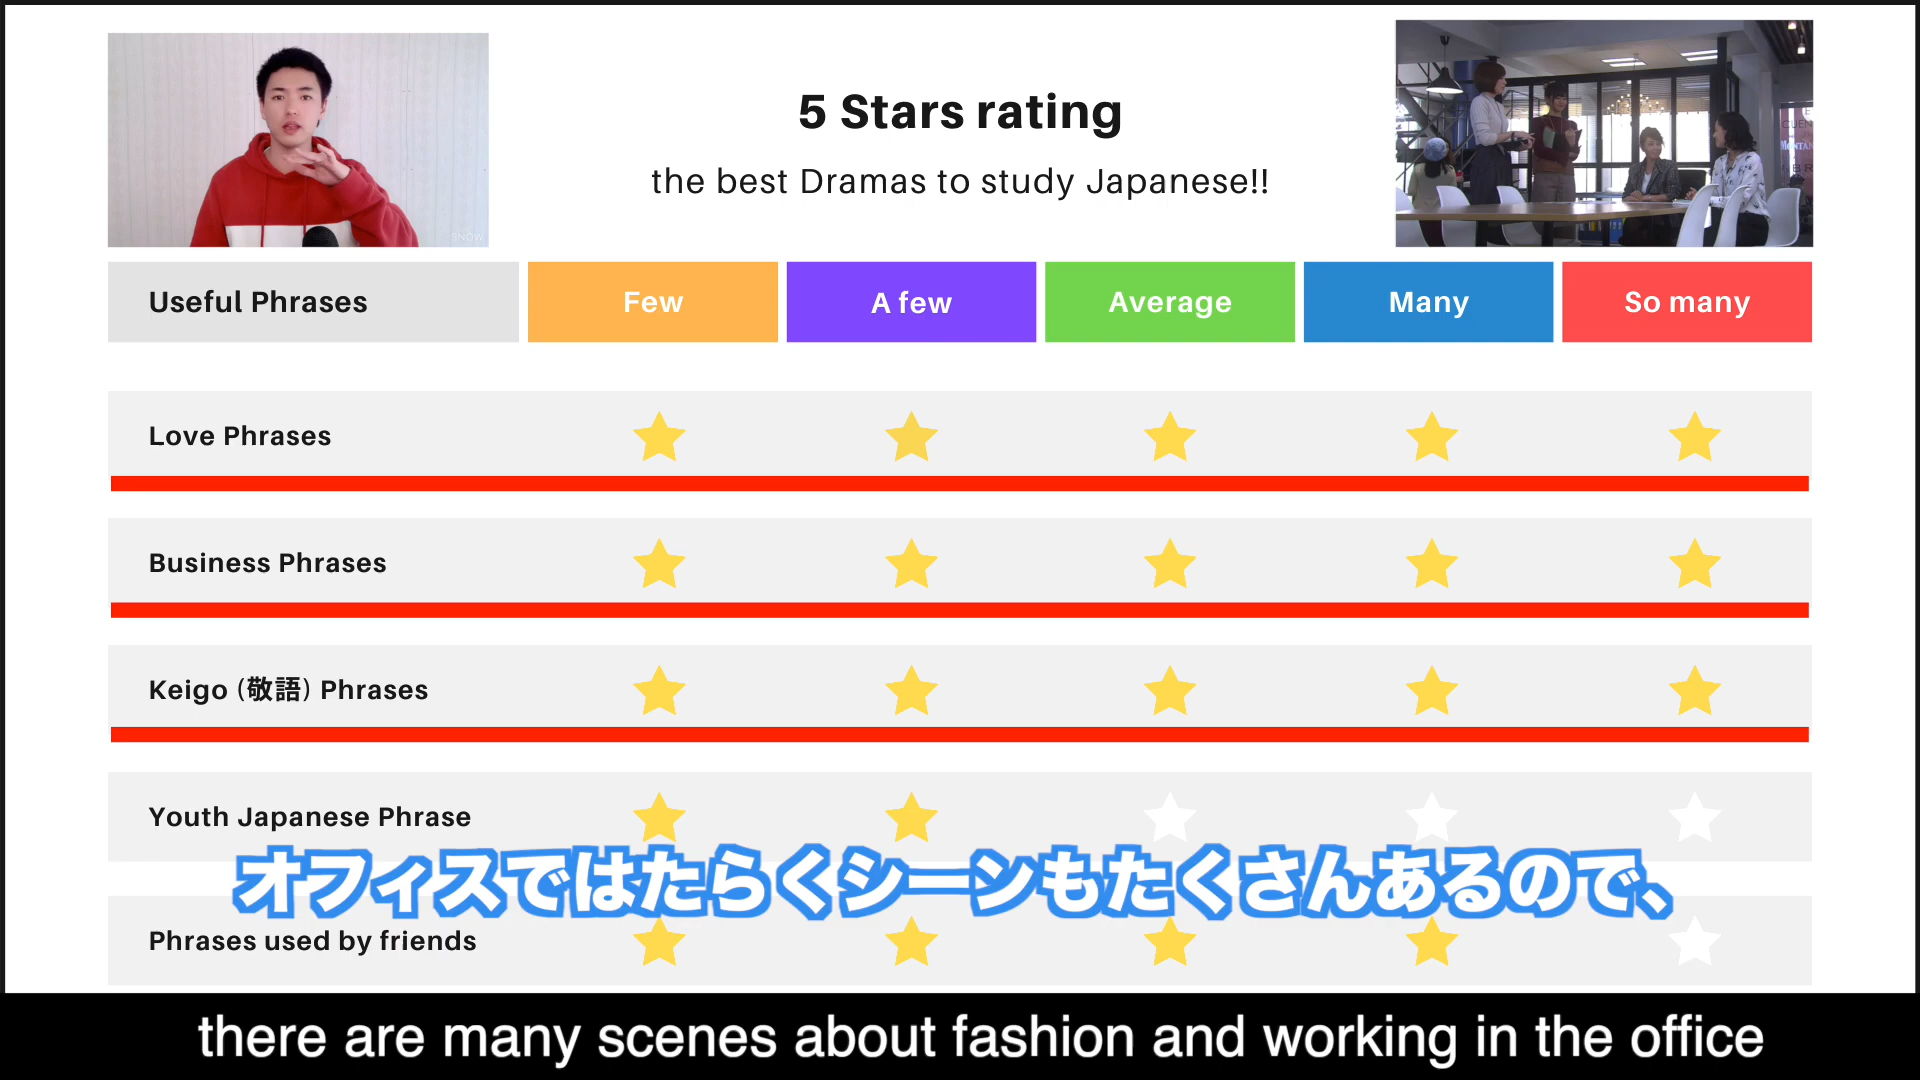 5 Stars rating
the best Dramas to study Japanese!!
SNOW
Useful Phrases
Few
A few
Average
Many
So many
Love Phrases
Business Phrases
Keigo (敬語) Phrases
Youth Japanese Phrase
オフィスではたらくシーンもたくさんあるので、
Phrases used by friends
there are many scenes about fashion and working in the office